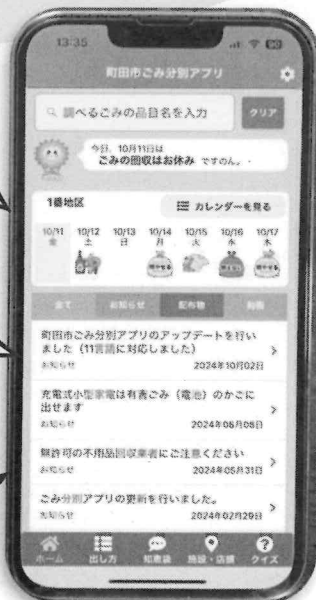 13:35
町田市ごみ分別アプリ
調べるごみの品目名を入力
クリア
今日、10月11日は
ごみの回収はお休み ですのん。
1番地区
カレンダーを見る
10/11 10/12 10/13 10/14 10/15 10/16 10/17
金 土 日 月 火 水 木
全て お知らせ 配布物
町田市ごみ分別アプリのアップデートを行い
ました(11言語に対応しました)
お知らせ 2024年10月02日
充電式小型家電は有害ごみ(電池)のかごに
出せます
お知らせ 2024年08月08日
無許可の不用品回収業者にご注意ください
お知らせ 2024年05月31日
ごみ分別アプリの更新を行いました。
お知らせ 2024年02月29日
ホーム 出し方 知恵袋 施設・店舗 クイズ